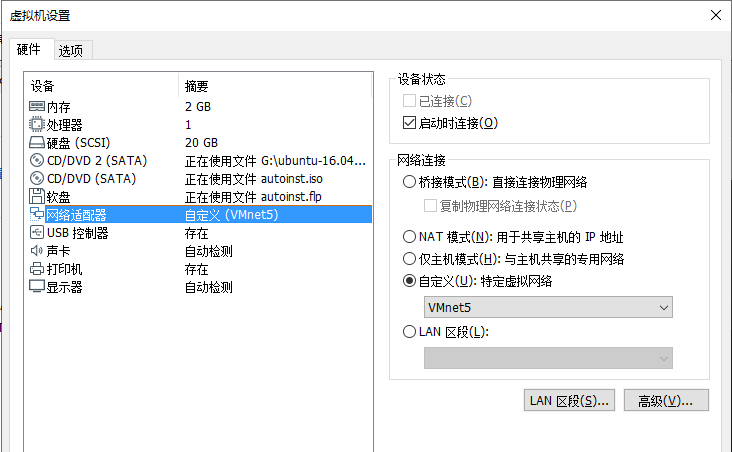 虚拟机设置
硬件 选项
设备 摘要
内存 2 GB
处理器 1
硬盘 (SCSI) 20 GB
CD/DVD 2 (SATA) 正在使用文件 G:\ubuntu-16.04...
CD/DVD (SATA) 正在使用文件 autoinst.iso
软盘 正在使用文件 autoinst.flp
网络适配器 自定义 (VMnet5)
USB 控制器 存在
声卡 自动检测
打印机 存在
显示器 自动检测
设备状态
已连接(C)
启动时连接(O)
网络连接
桥接模式(B): 直接连接物理网络
复制物理网络连接状态(P)
NAT 模式(N): 用于共享主机的 IP 地址
仅主机模式(H): 与主机共享的专用网络
自定义(U): 特定虚拟网络
VMnet5
LAN 区段(L):
LAN 区段(S)... 高级(V)...